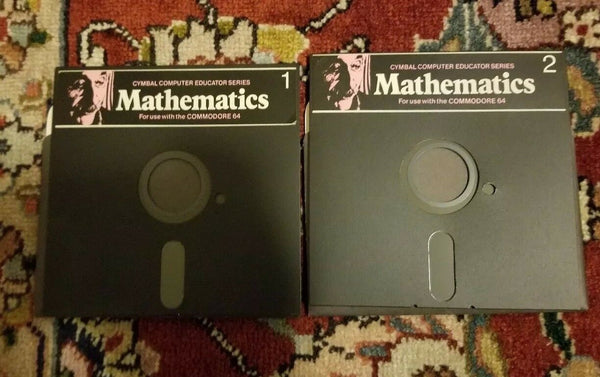 CYMBAL COMPUTER EDUCATOR SERIES
1
Mathematics
For use with the COMMODORE 64
CYMBAL COMPUTER EDUCATOR SERIES
2
Mathematics
For use with the COMMODORE 64